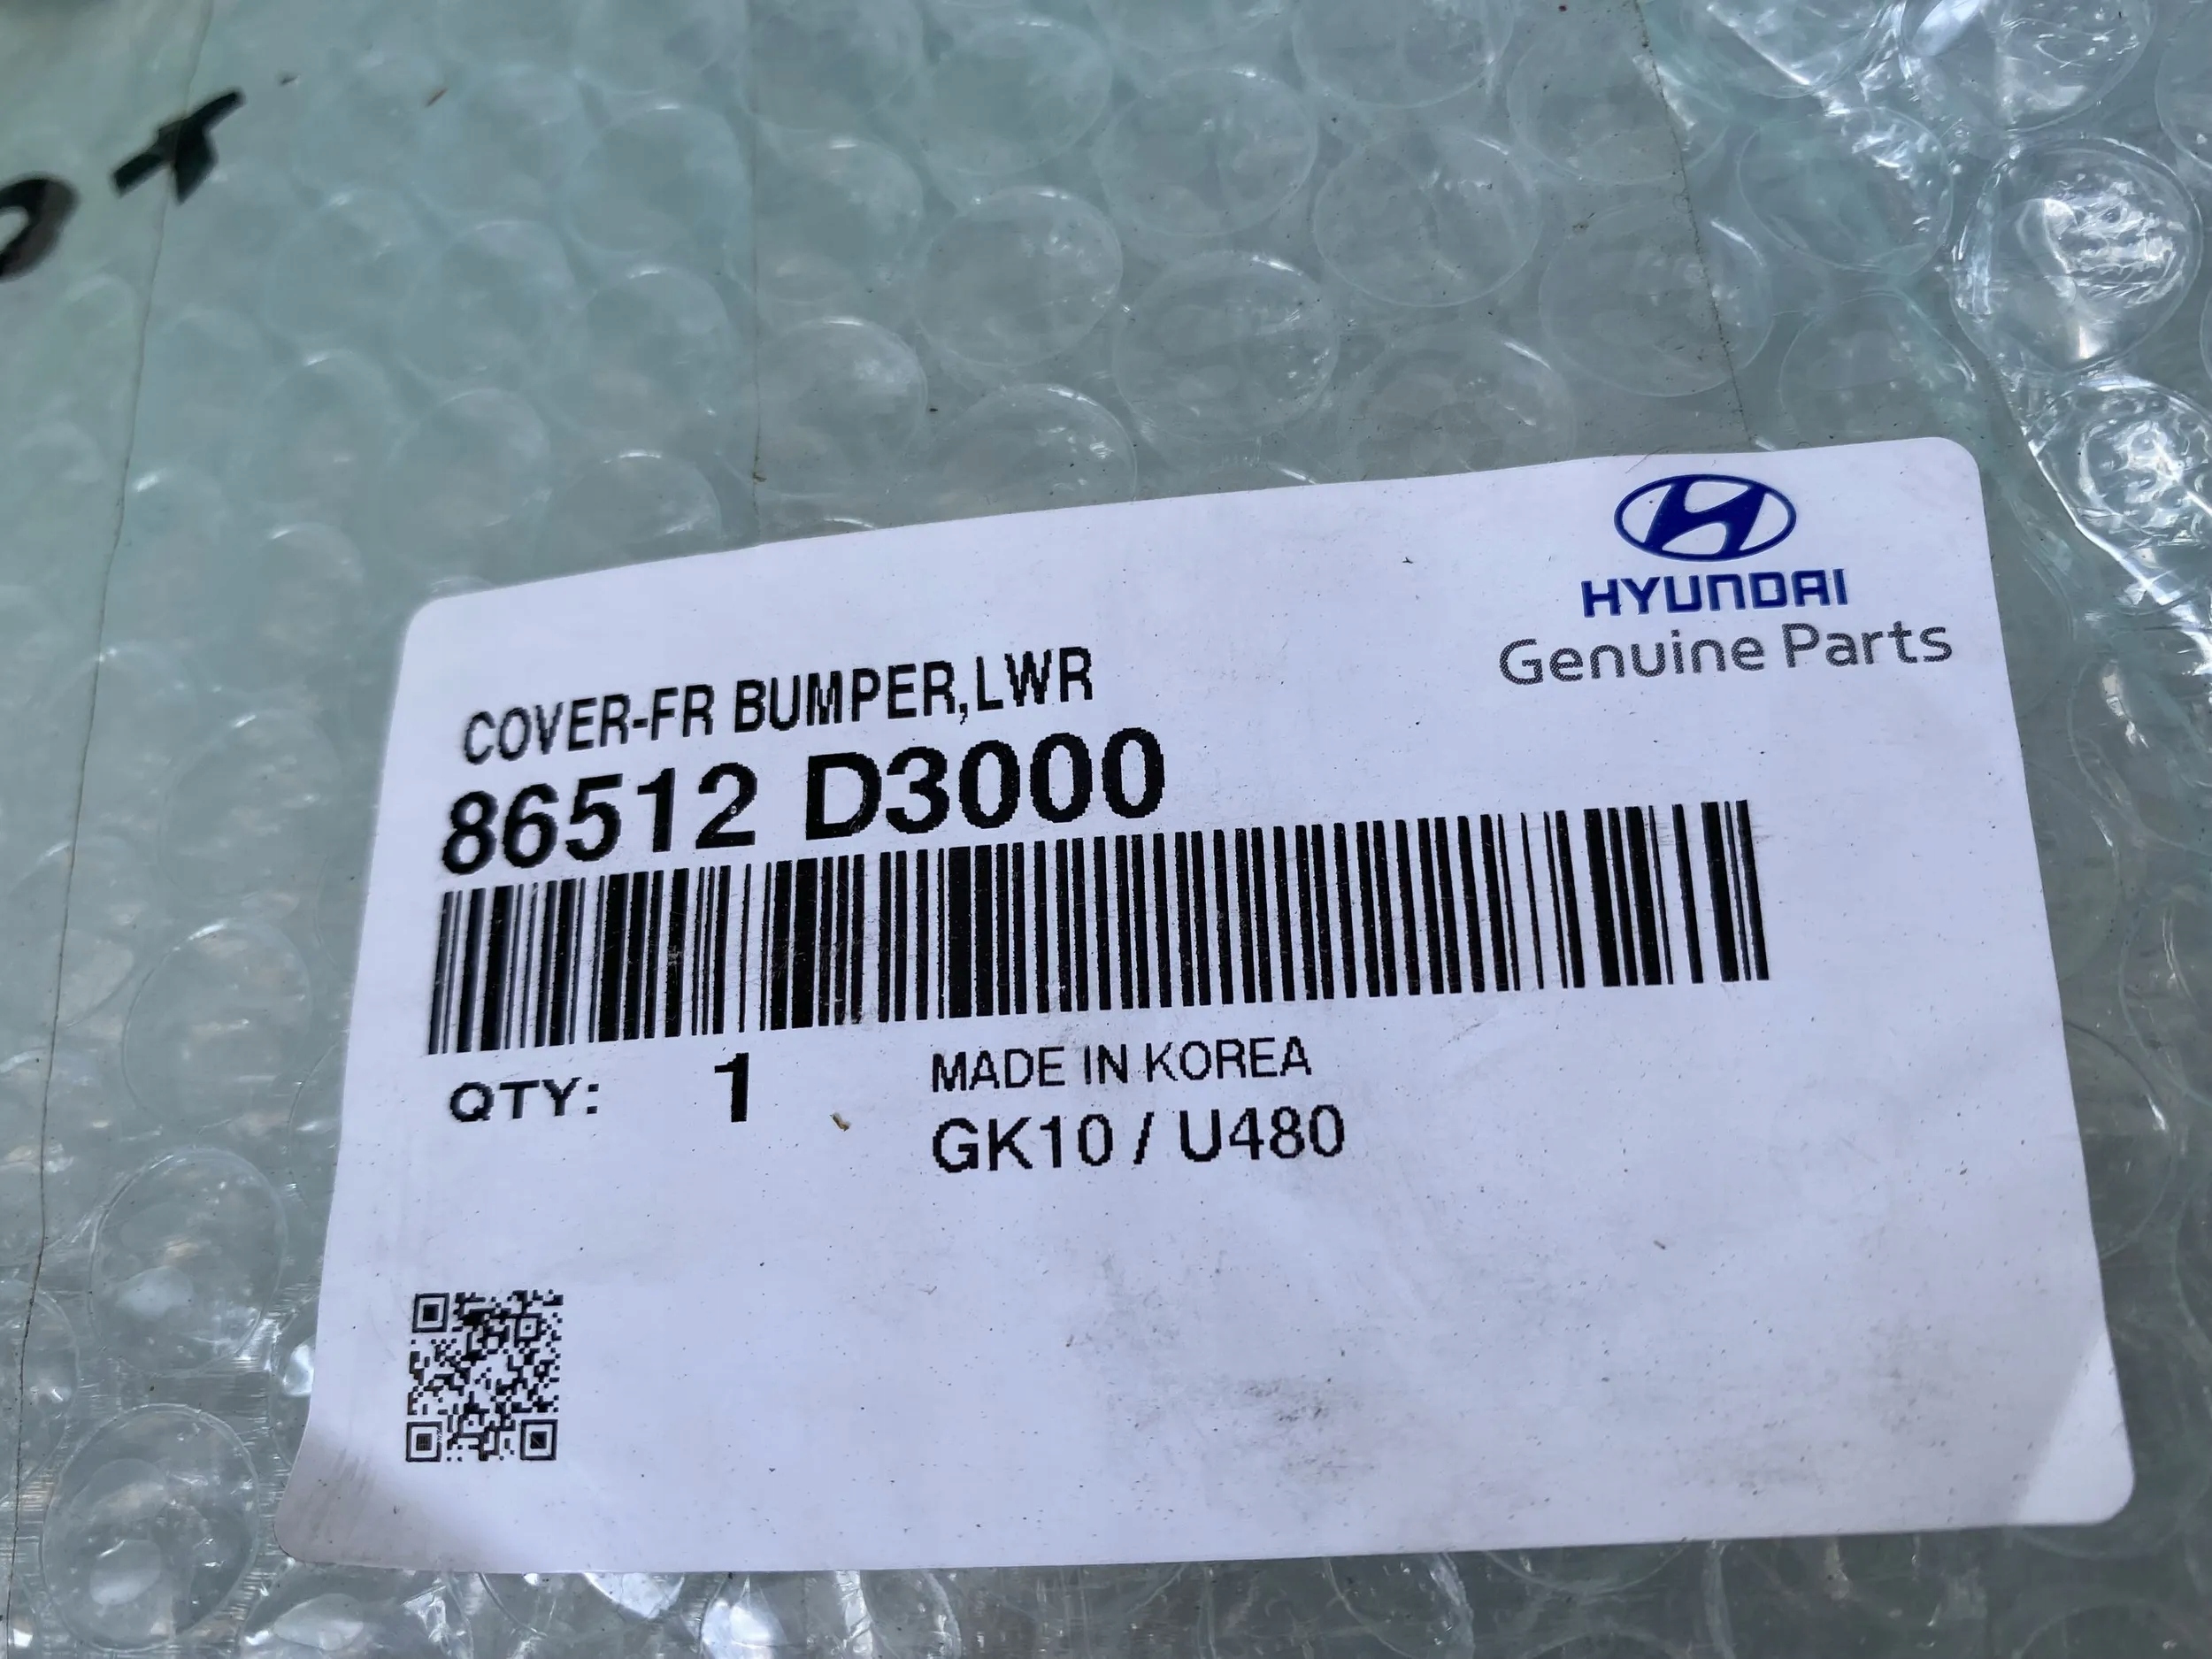 HYUNDAI
Genuine Parts
COVER-FR BUMPER,LWR
86512 D3000
QTY: 1
MADE IN KOREA
GK10 / U480